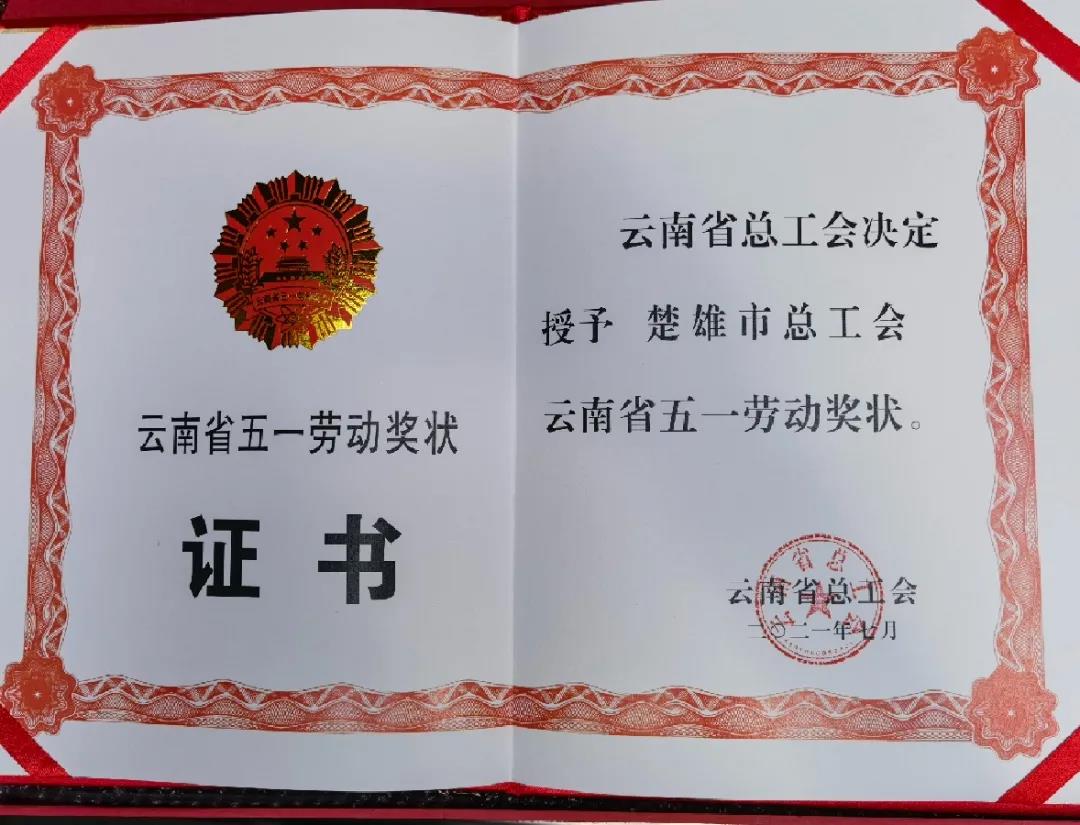 云南省五一劳动奖状
证书
云南省总工会决定
授予 楚雄市总工会
云南省五一劳动奖状。
云南省总工会
二〇二一年七月